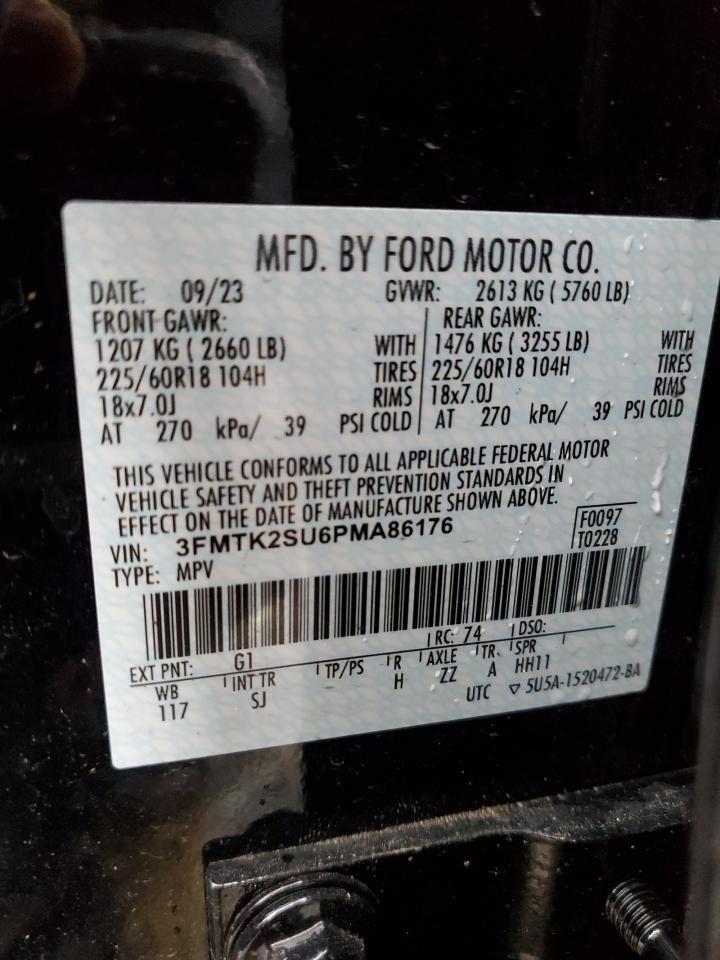 MFD. BY FORD MOTOR CO.
DATE: 09/23 GVWR: 2613 KG ( 5760 LB)
FRONT GAWR: REAR GAWR:
1207 KG ( 2660 LB) WITH 1476 KG ( 3255 LB) WITH
225/60R18 104H TIRES 225/60R18 104H TIRES
18x7.0J RIMS 18x7.0J RIMS
AT 270 kPa/ 39 PSI COLD AT 270 kPa/ 39 PSI COLD
THIS VEHICLE CONFORMS TO ALL APPLICABLE FEDERAL MOTOR
VEHICLE SAFETY AND THEFT PREVENTION STANDARDS IN
EFFECT ON THE DATE OF MANUFACTURE SHOWN ABOVE.
VIN: 3FMTK2SU6PMA86176 F0097
TYPE: MPV T0228
EXT PNT: G1 RC: 74 DSO:
WB INT TR TP/PS R AXLE TR SPR
117 SJ H ZZ A HH11
UTC ▽ 5U5A-1520472-BA